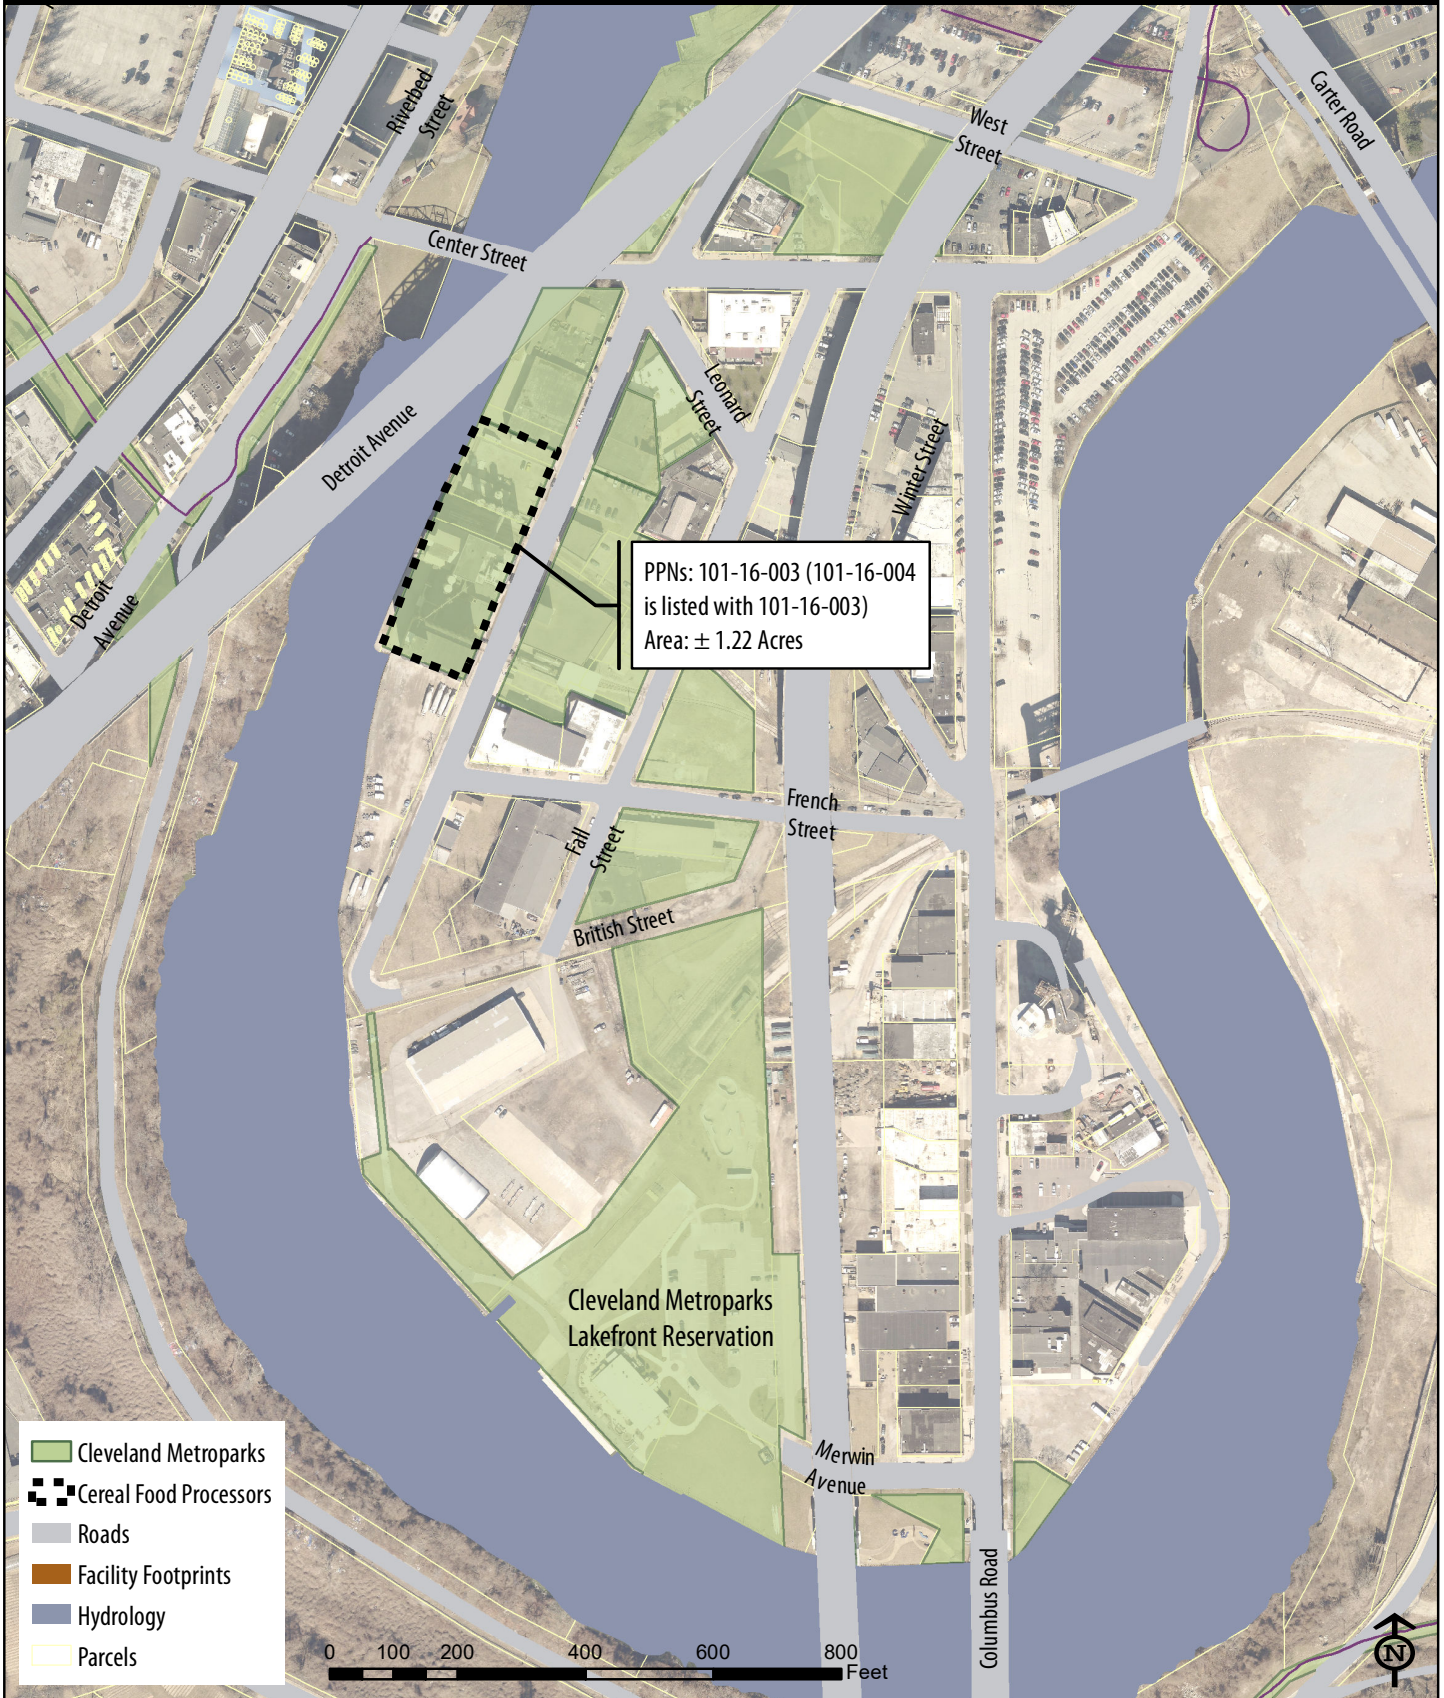 Riverbed
Street
West
Street
Carter Road
Center Street
Leonard
Street
Detroit Avenue
Winter Street
PPNs: 101-16-003 (101-16-004
is listed with 101-16-003)
Area: ± 1.22 Acres
Detroit
Avenue
French
Street
Fall
Street
British Street
Cleveland Metroparks
Lakefront Reservation
Merwin
Avenue
Columbus Road
Cleveland Metroparks
Cereal Food Processors
Roads
Facility Footprints
Hydrology
Parcels
0 100 200 400 600 800
Feet
N